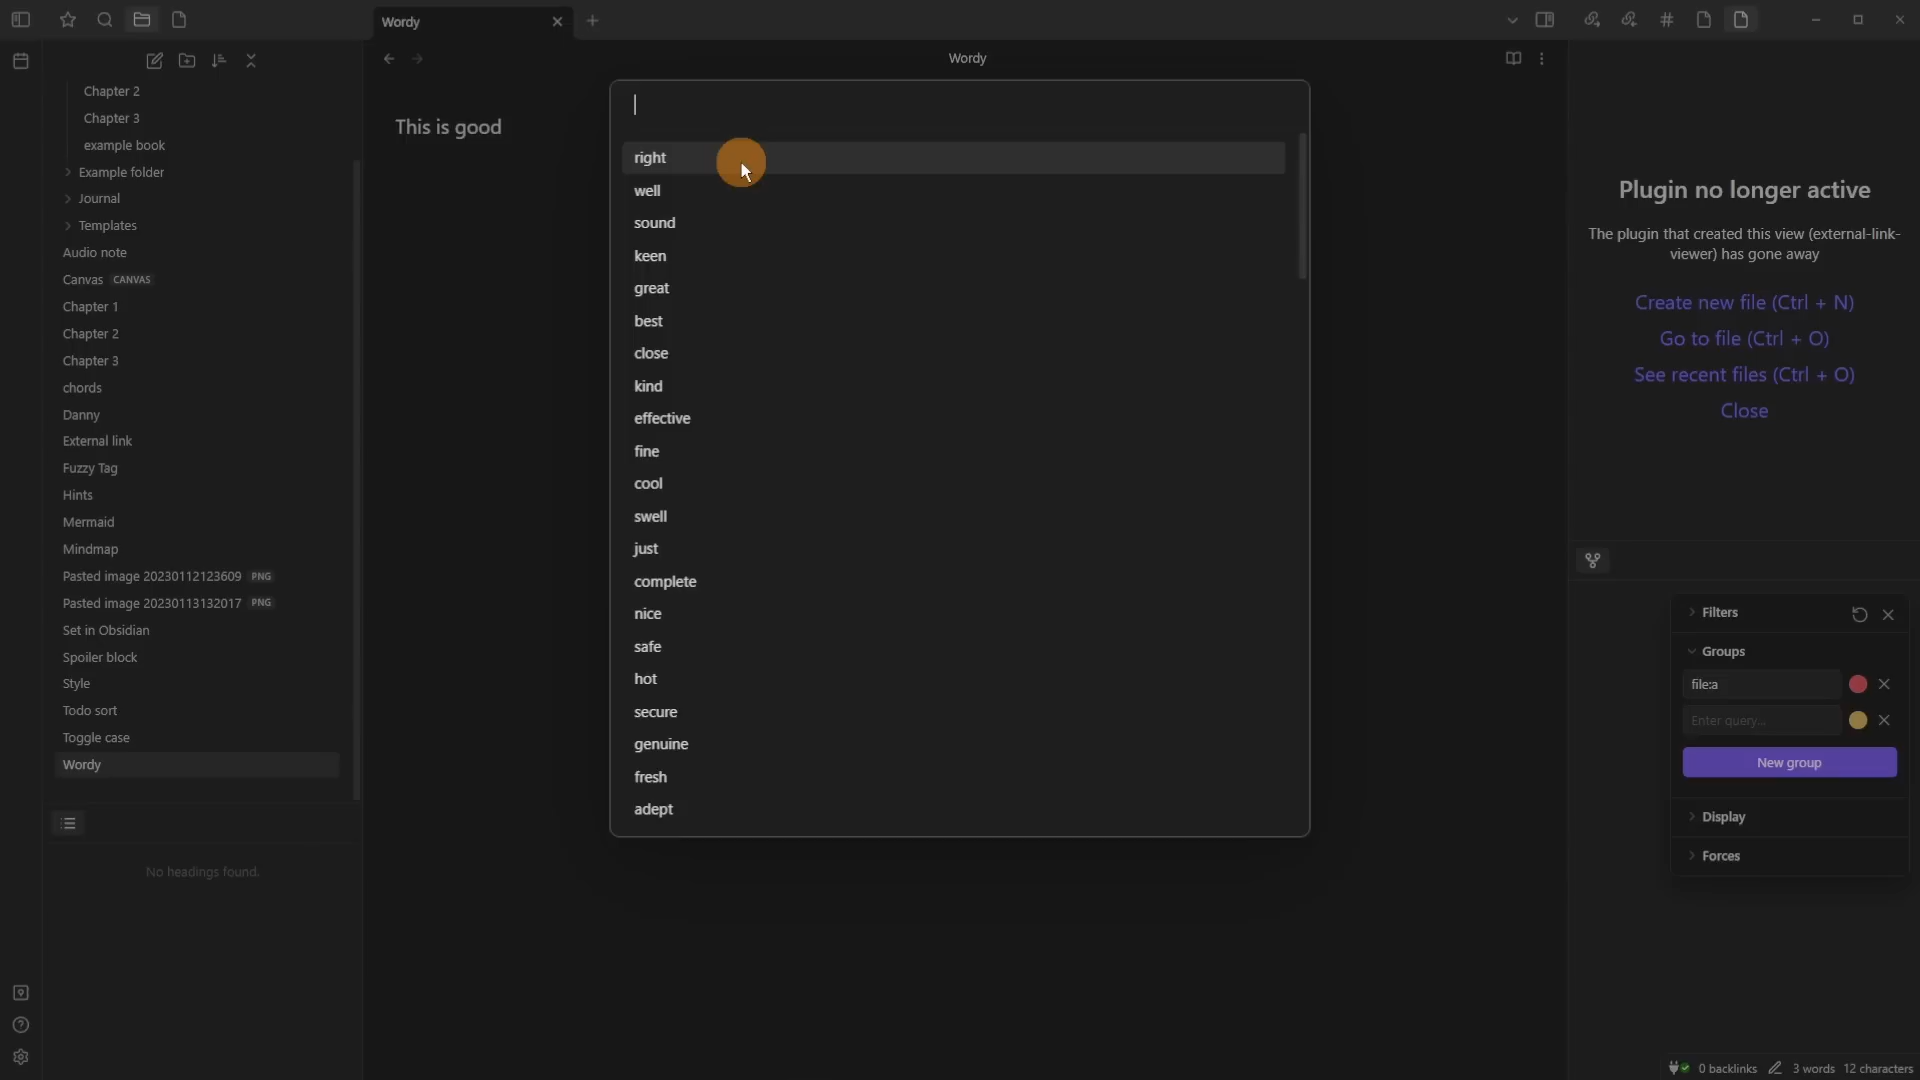 Wordy
Chapter 2
Chapter 3
example book
Example folder
Journal
Templates
Audio note
Canvas CANVAS
Chapter 1
Chapter 2
Chapter 3
chords
Danny
External link
Fuzzy Tag
Hints
Mermaid
Mindmap
Pasted image 20230112123609 PNG
Pasted image 20230113132017 PNG
Set in Obsidian
Spoiler block
Style
Todo sort
Toggle case
Wordy
No headings found.
Wordy
This is good
right
well
sound
keen
great
best
close
kind
effective
fine
cool
swell
just
complete
nice
safe
hot
secure
genuine
fresh
adept
Plugin no longer active
The plugin that created this view (external-link-
viewer) has gone away
Create new file (Ctrl + N)
Go to file (Ctrl + O)
See recent files (Ctrl + O)
Close
Filters
Groups
file:a
Enter query...
New group
Display
Forces
0 backlinks 3 words 12 characters